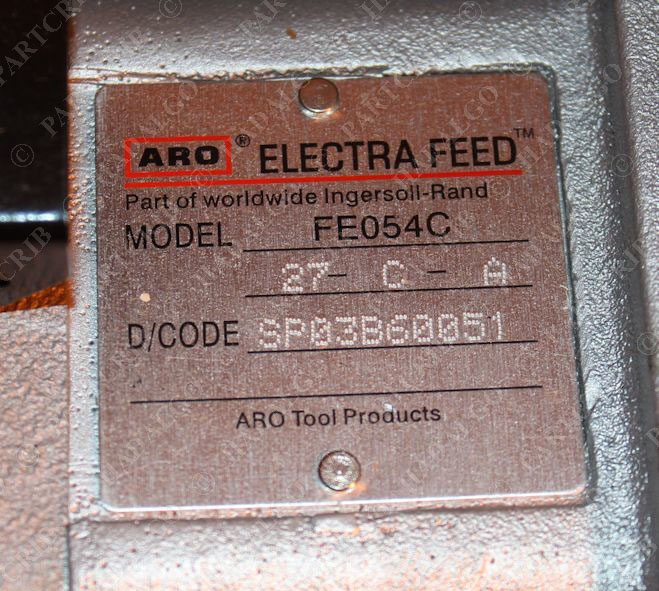 ARO® ELECTRA FEED™
Part of worldwide Ingersoll-Rand
MODEL FE054C
27- C - A
D/CODE SP03B60051
ARO Tool Products